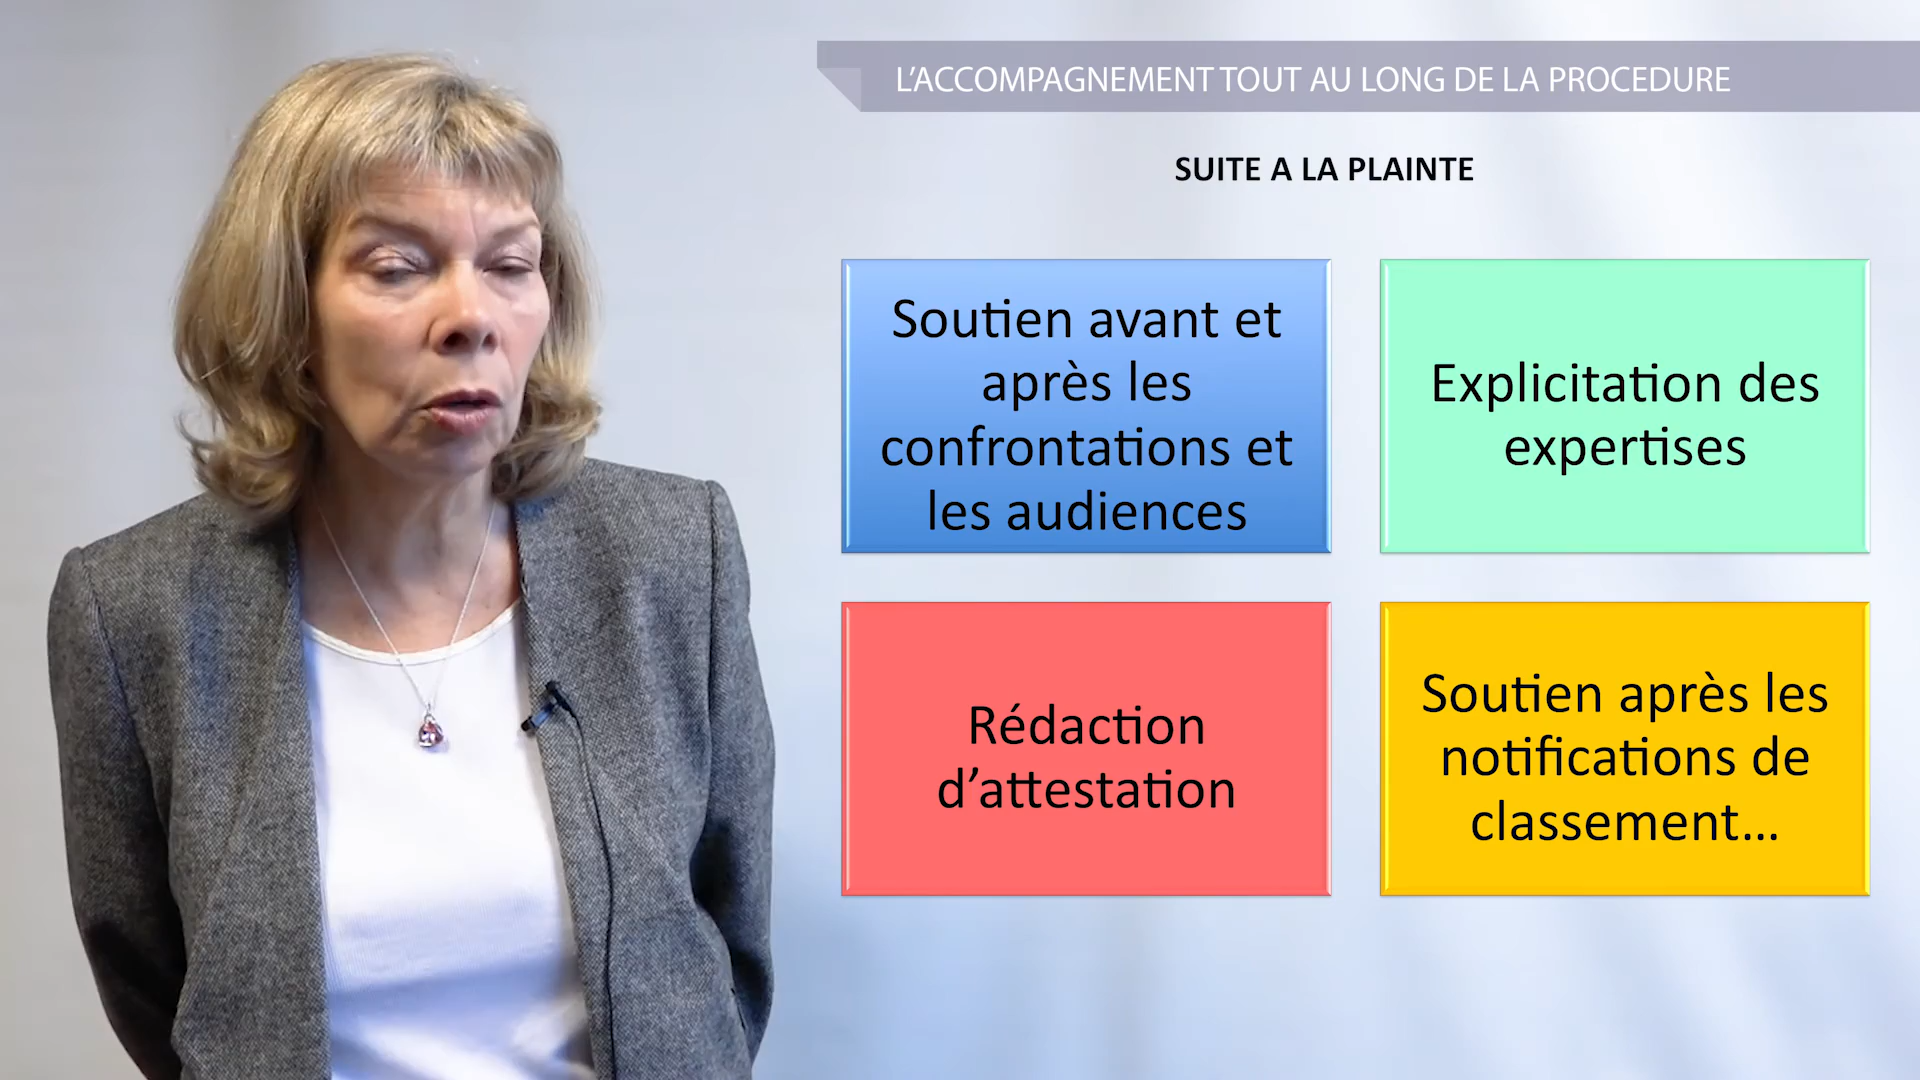 L’ACCOMPAGNEMENT TOUT AU LONG DE LA PROCEDURE
SUITE A LA PLAINTE
Soutien avant et
après les
confrontations et
les audiences
Explicitation des
expertises
Rédaction
d’attestation
Soutien après les
notifications de
classement…